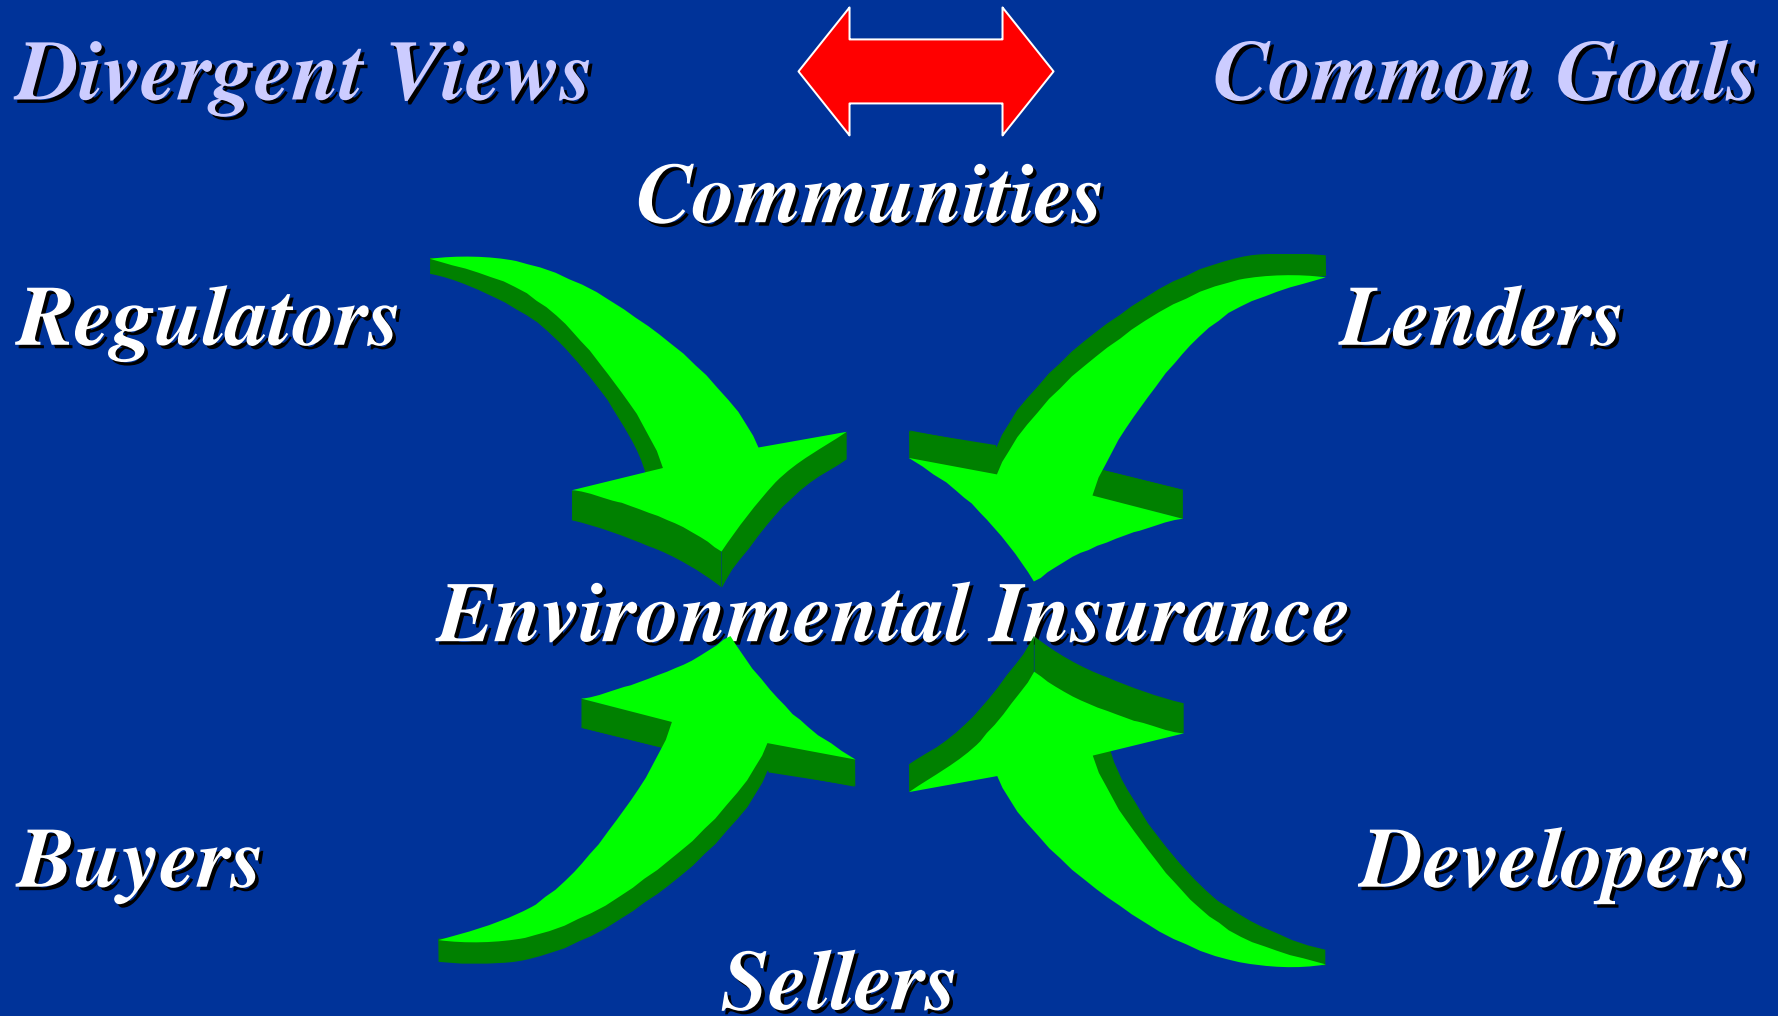 Divergent Views Common Goals
Communities
Regulators Lenders
Environmental Insurance
Buyers Developers
Sellers